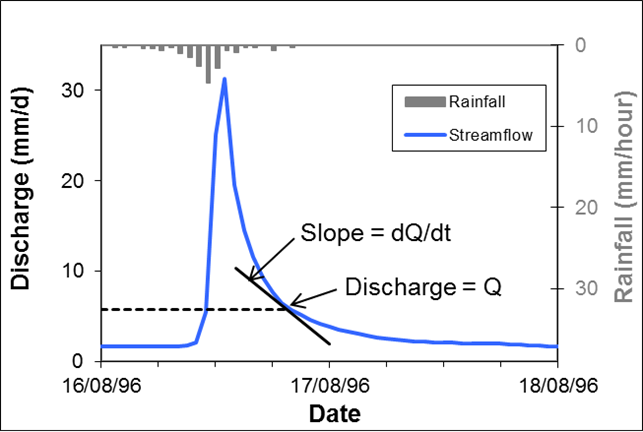 Discharge (mm/d)
30
20
10
0
Rainfall
Streamflow
Slope = dQ/dt
Discharge = Q
0
10
20
30
Rainfall (mm/hour)
16/08/96
17/08/96
18/08/96
Date